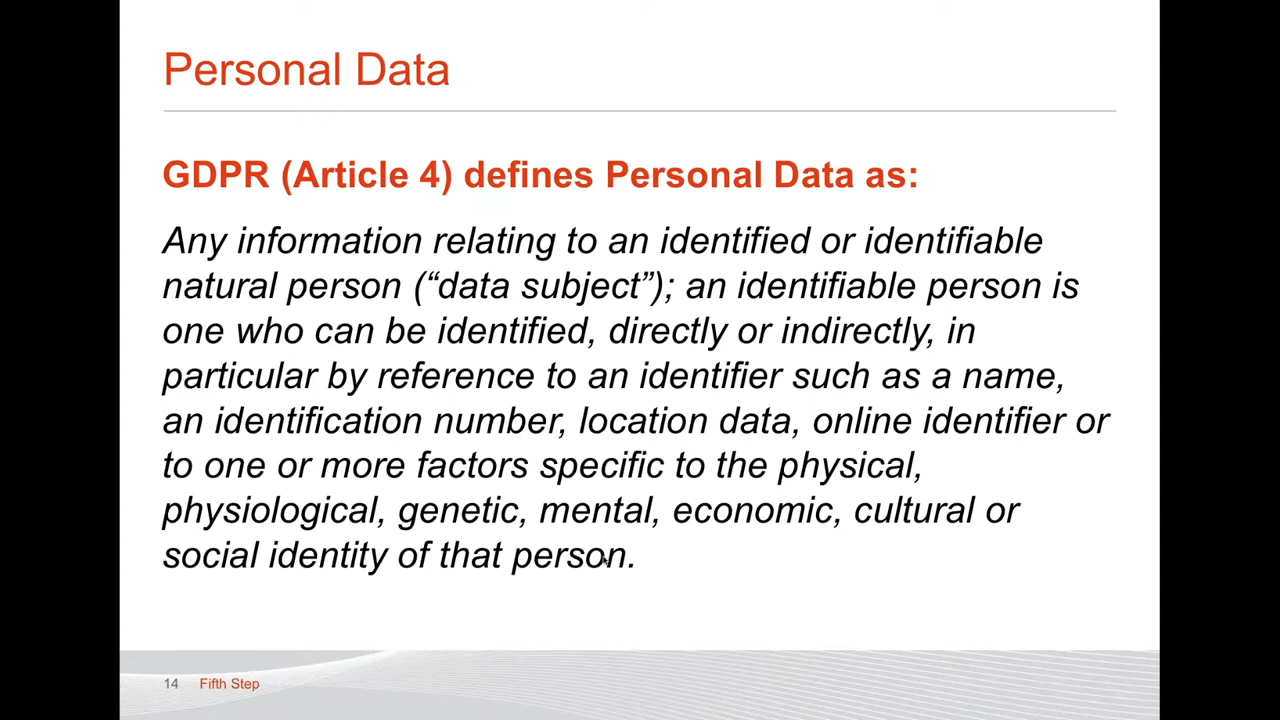 Personal Data
GDPR (Article 4) defines Personal Data as:
Any information relating to an identified or identifiable
natural person (“data subject”); an identifiable person is
one who can be identified, directly or indirectly, in
particular by reference to an identifier such as a name,
an identification number, location data, online identifier or
to one or more factors specific to the physical,
physiological, genetic, mental, economic, cultural or
social identity of that person.
14 Fifth Step